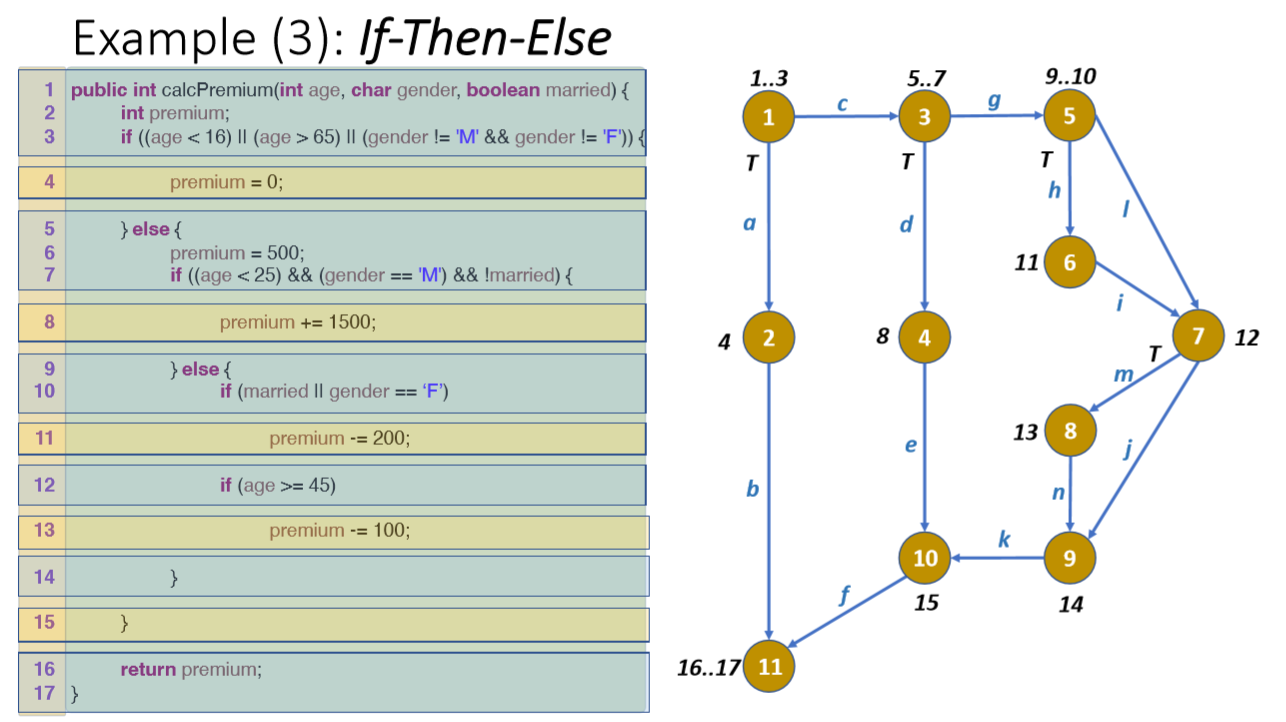 Example (3): If-Then-Else
1 public int calcPremium(int age, char gender, boolean married) {
2 int premium;
3 if ((age < 16) || (age > 65) || (gender != 'M' && gender != 'F')) {
4 premium = 0;
5 } else {
6 premium = 500;
7 if ((age < 25) && (gender == 'M') && !married) {
8 premium += 1500;
9 } else {
10 if (married || gender == ‘F’)
11 premium -= 200;
12 if (age >= 45)
13 premium -= 100;
14 }
15 }
16 return premium;
17 }
1..3 5..7 9..10
1 c 3 g 5
T T T
a d h l
11 6
i
4 2 8 4 7 12
T
m
13 8
b e n j
10 k 9
15 14
f
16..17 11